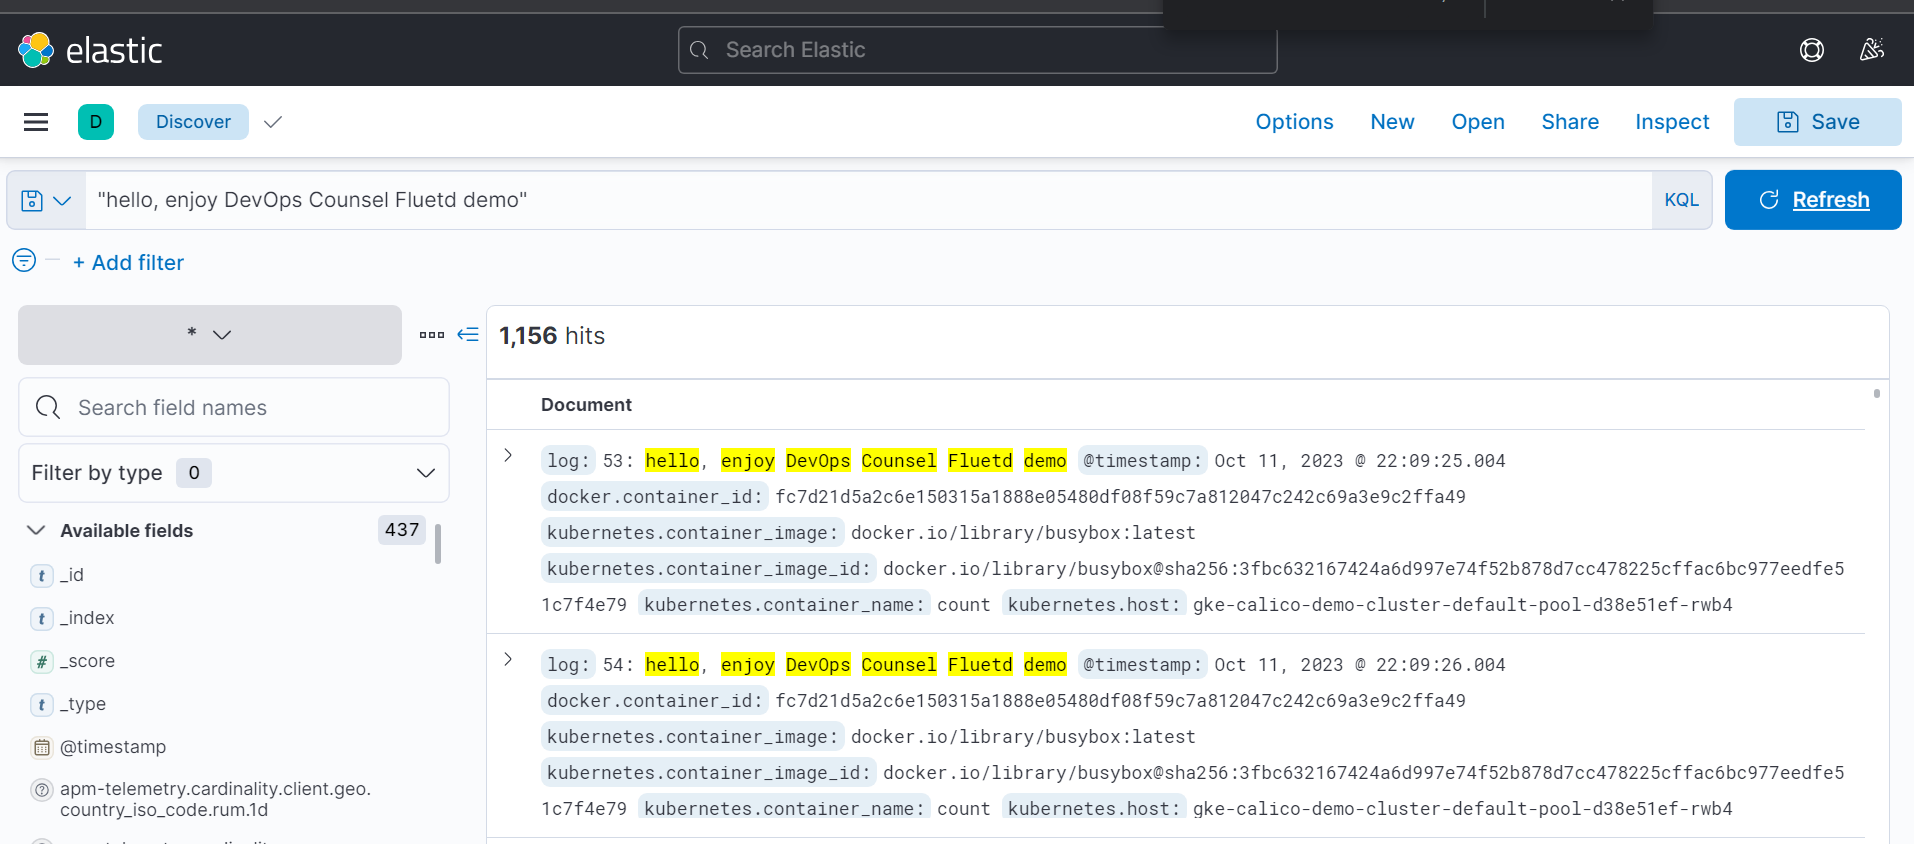 elastic
Search Elastic
D
Discover
Options
New
Open
Share
Inspect
Save
"hello, enjoy DevOps Counsel Fluetd demo"
KQL
Refresh
+ Add filter
*
1,156 hits
Search field names
Filter by type 0
Available fields 437
t _id
t _index
# _score
t _type
@timestamp
apm-telemetry.cardinality.client.geo.
country_iso_code.rum.1d
Document
log: 53: hello, enjoy DevOps Counsel Fluetd demo @timestamp: Oct 11, 2023 @ 22:09:25.004
docker.container_id: fc7d21d5a2c6e150315a1888e05480df08f59c7a812047c242c69a3e9c2ffa49
kubernetes.container_image: docker.io/library/busybox:latest
kubernetes.container_image_id: docker.io/library/busybox@sha256:3fbc632167424a6d997e74f52b878d7cc478225cffac6bc977eedfe5
1c7f4e79 kubernetes.container_name: count kubernetes.host: gke-calico-demo-cluster-default-pool-d38e51ef-rwb4
log: 54: hello, enjoy DevOps Counsel Fluetd demo @timestamp: Oct 11, 2023 @ 22:09:26.004
docker.container_id: fc7d21d5a2c6e150315a1888e05480df08f59c7a812047c242c69a3e9c2ffa49
kubernetes.container_image: docker.io/library/busybox:latest
kubernetes.container_image_id: docker.io/library/busybox@sha256:3fbc632167424a6d997e74f52b878d7cc478225cffac6bc977eedfe5
1c7f4e79 kubernetes.container_name: count kubernetes.host: gke-calico-demo-cluster-default-pool-d38e51ef-rwb4